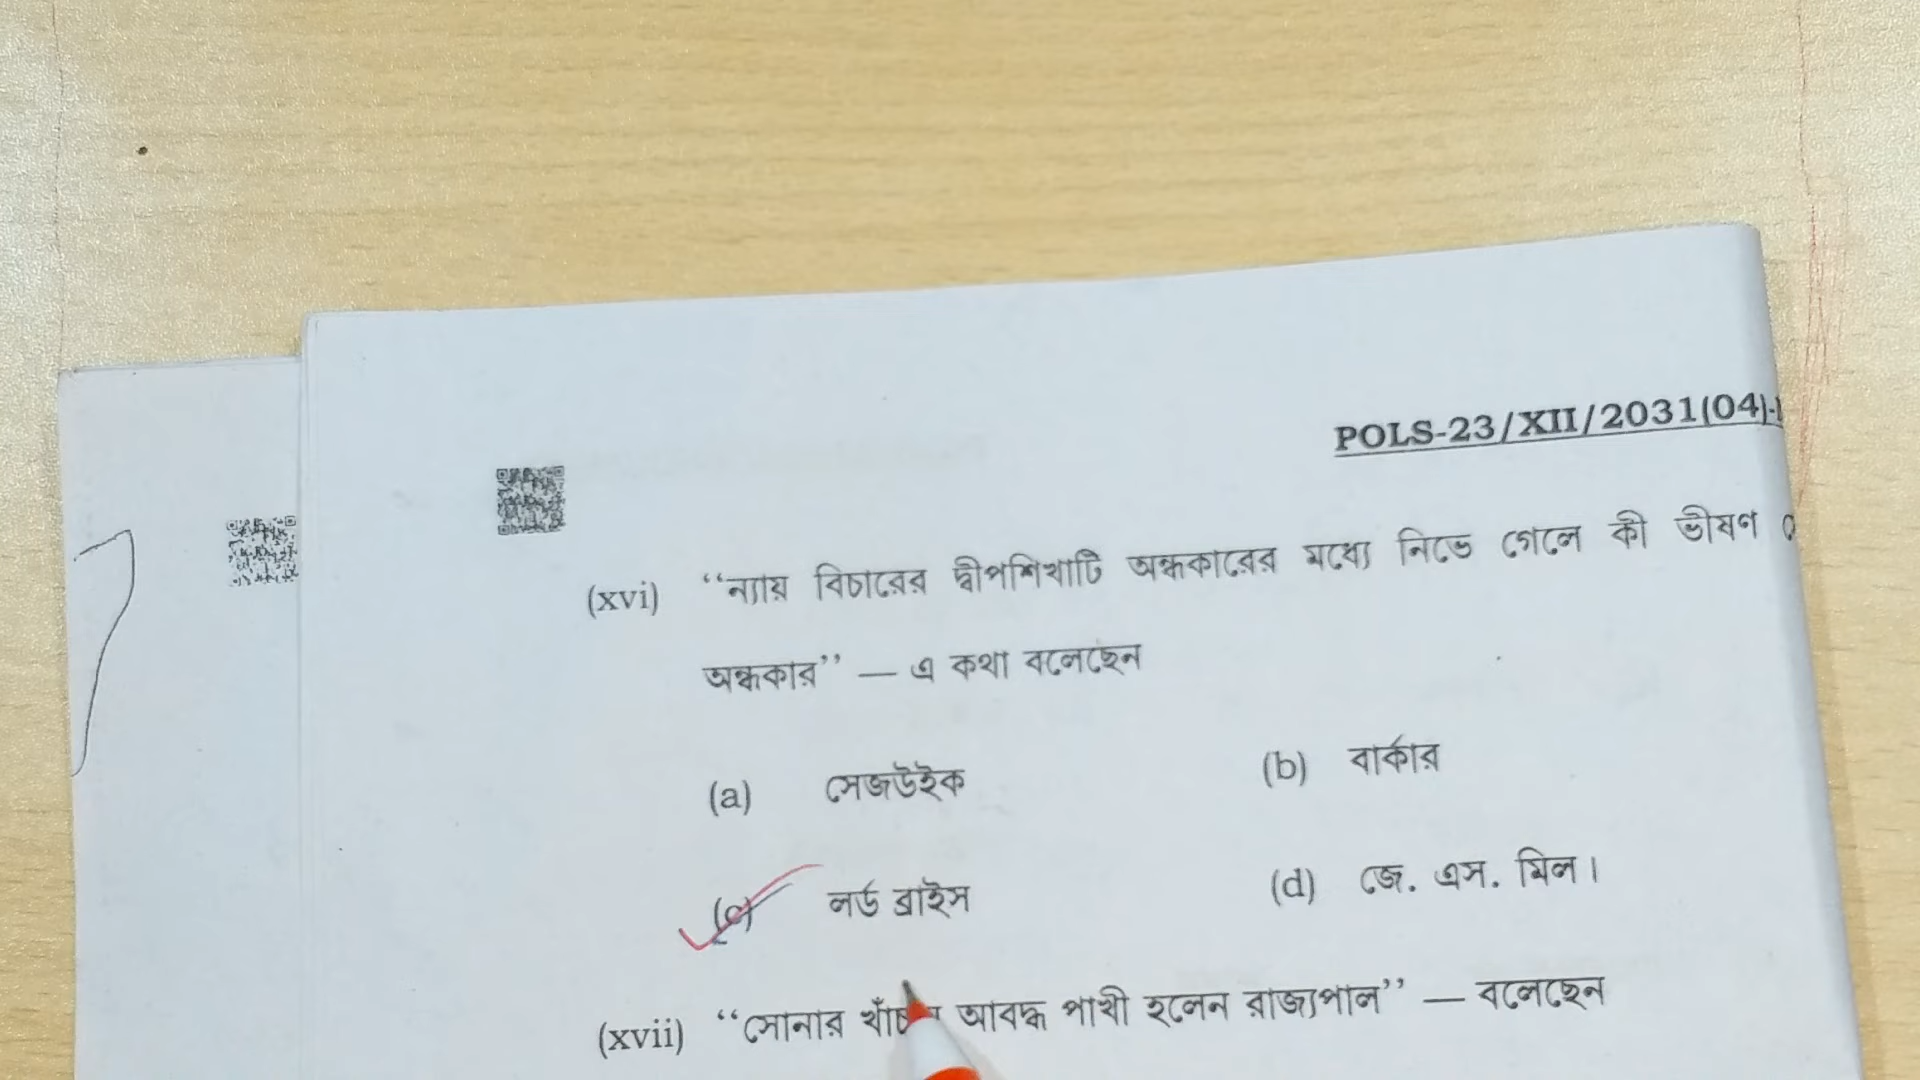 POLS-23/XII/2031(04)-
(xvi) “ন্যায় বিচারের দ্বীপশিখাটি অন্ধকারের মধ্যে নিভে গেলে কী ভীষণ
অন্ধকার” — এ কথা বলেছেন
(a) সেজউইক (b) বার্কার
(c) লর্ড ব্রাইস (d) জে. এস. মিল।
(xvii) “সোনার আবদ্ধ পাখী হলেন রাজ্যপাল” — বলেছেন